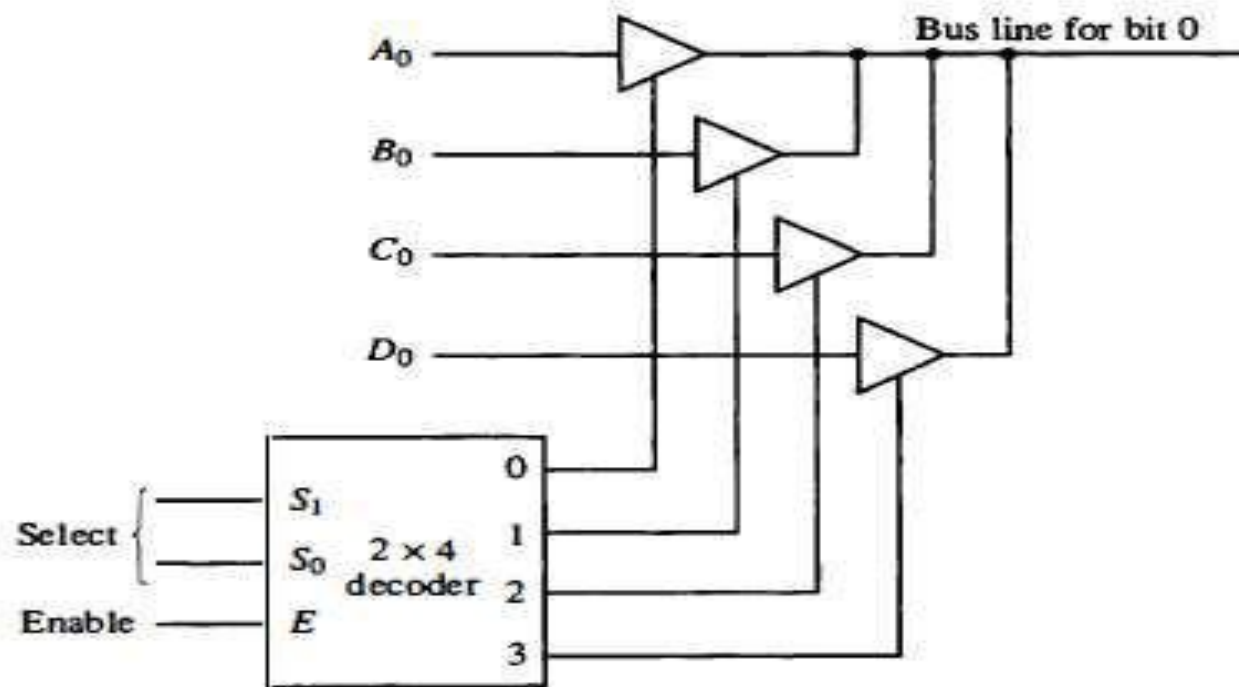 Bus line for bit 0
A₀
B₀
C₀
D₀
0
S₁
Select
1
2 × 4
S₀
decoder
2
Enable
E
3